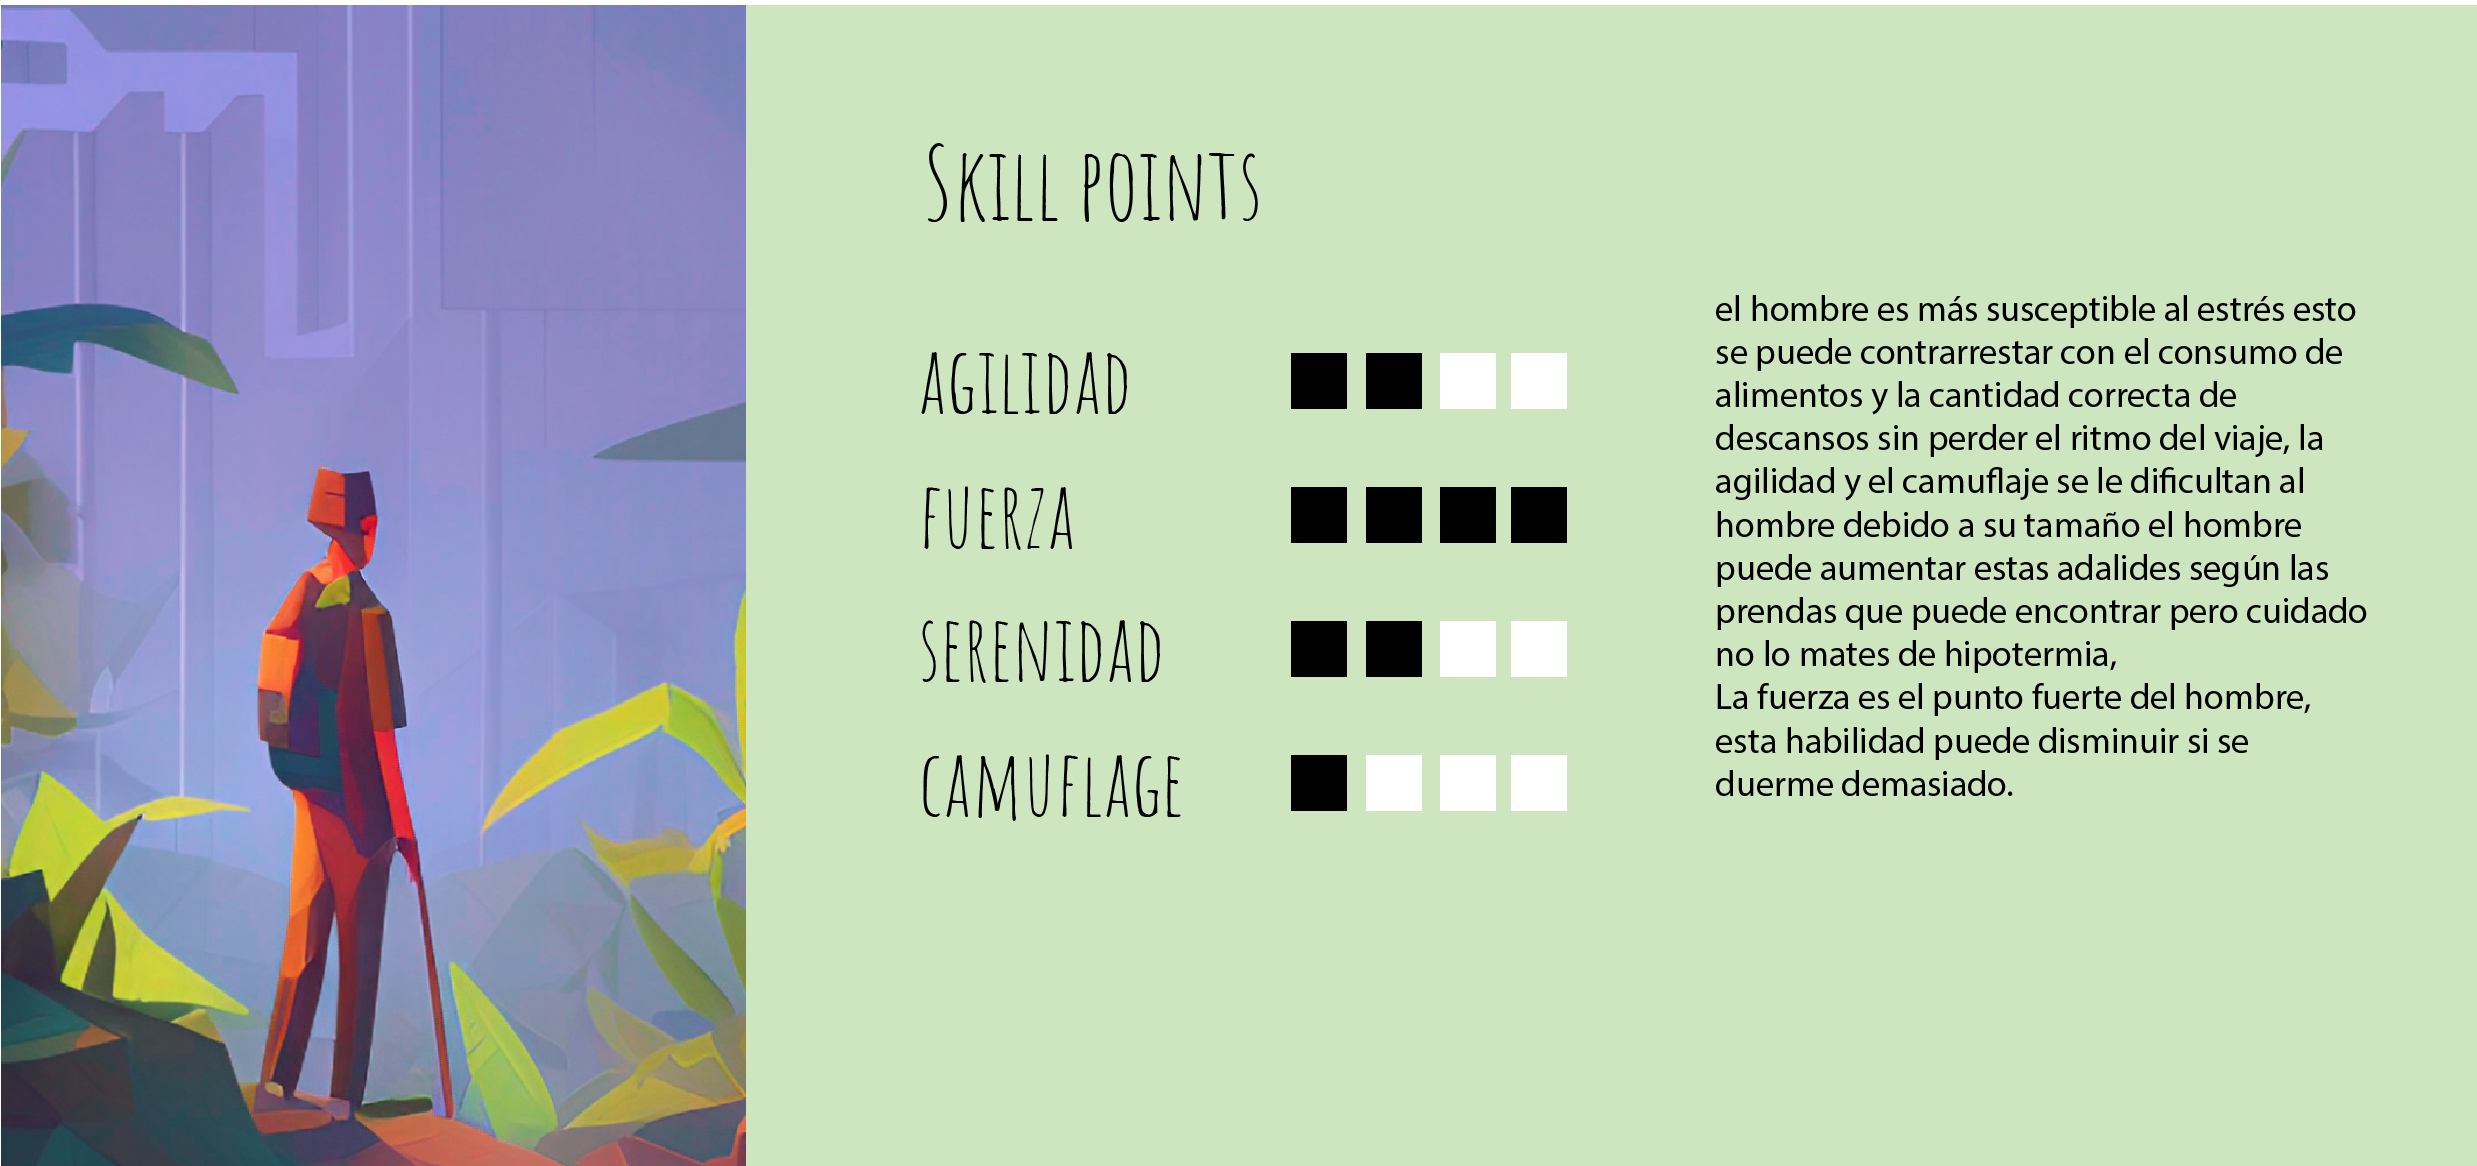 Skill points
AGILIDAD
FUERZA
SERENIDAD
CAMUFLAGE
el hombre es más susceptible al estrés esto
se puede contrarrestar con el consumo de
alimentos y la cantidad correcta de
descansos sin perder el ritmo del viaje, la
agilidad y el camuflaje se le dificultan al
hombre debido a su tamaño el hombre
puede aumentar estas adalides según las
prendas que puede encontrar pero cuidado
no lo mates de hipotermia,
La fuerza es el punto fuerte del hombre,
esta habilidad puede disminuir si se
duerme demasiado.